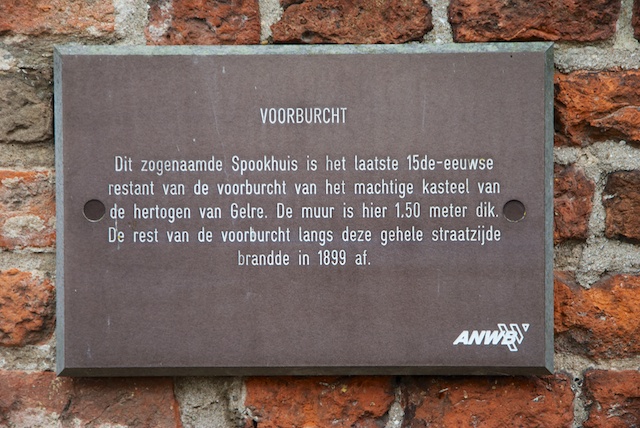 VOORBURCHT
Dit zogenaamde Spookhuis is het laatste 15de-eeuwse
restant van de voorburcht van het machtige kasteel van
de hertogen van Gelre. De muur is hier 1.50 meter dik.
De rest van de voorburcht langs deze gehele straatzijde
brandde in 1899 af.
ANWB